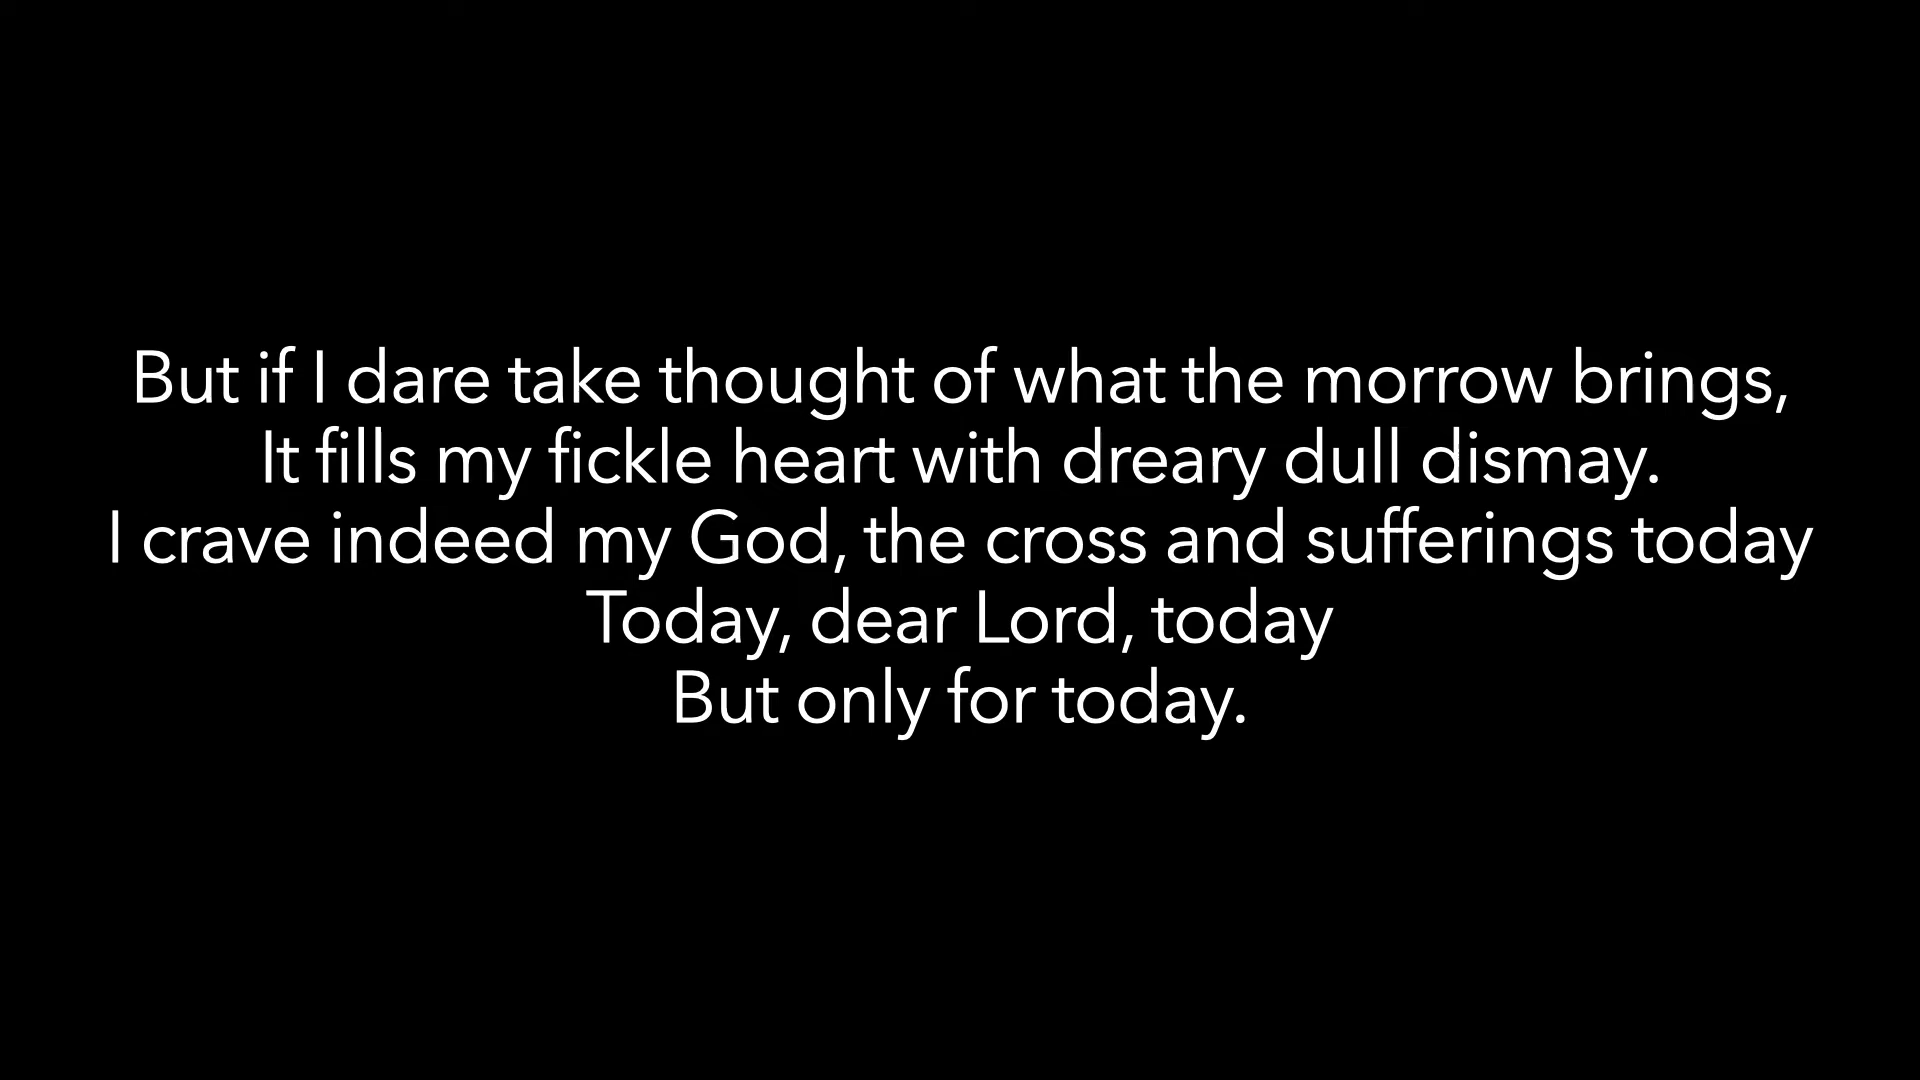 But if I dare take thought of what the morrow brings,
It fills my fickle heart with dreary dull dismay.
I crave indeed my God, the cross and sufferings today
Today, dear Lord, today
But only for today.